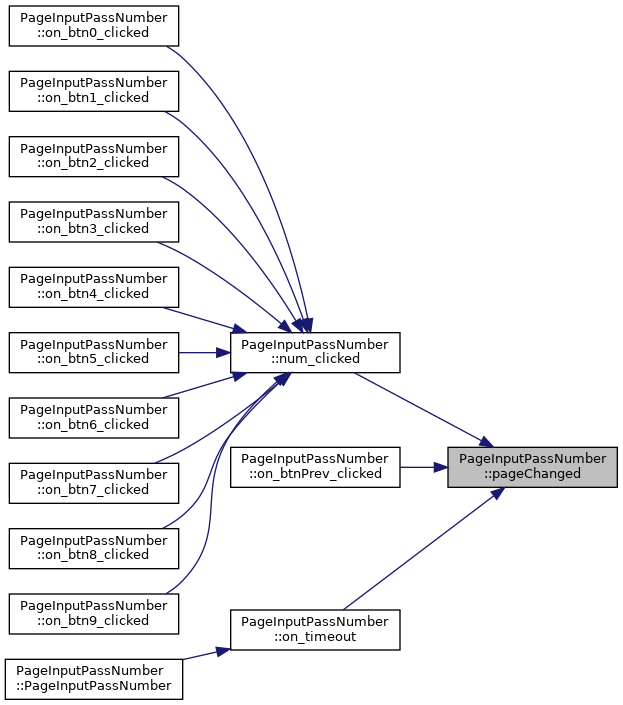 PageInputPassNumber
::on_btn0_clicked
PageInputPassNumber
::on_btn1_clicked
PageInputPassNumber
::on_btn2_clicked
PageInputPassNumber
::on_btn3_clicked
PageInputPassNumber
::on_btn4_clicked
PageInputPassNumber
::on_btn5_clicked
PageInputPassNumber
::on_btn6_clicked
PageInputPassNumber
::on_btn7_clicked
PageInputPassNumber
::on_btn8_clicked
PageInputPassNumber
::on_btn9_clicked
PageInputPassNumber
::PageInputPassNumber
PageInputPassNumber
::num_clicked
PageInputPassNumber
::on_btnPrev_clicked
PageInputPassNumber
::on_timeout
PageInputPassNumber
::pageChanged